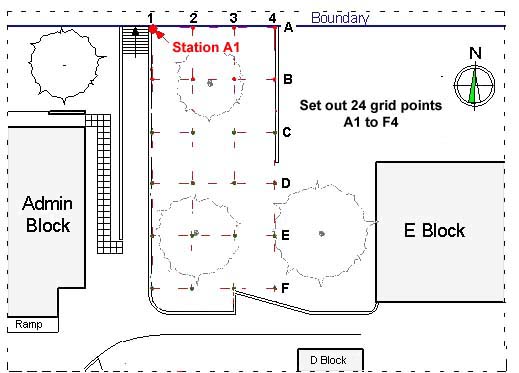 1 2 3 4
Boundary
A
Station A1
N
B
Set out 24 grid points
A1 to F4
C
D
Admin
Block
E
E Block
F
Ramp
D Block